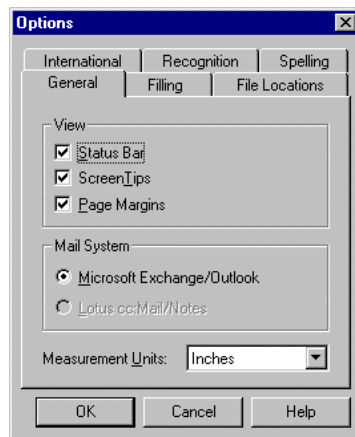 Options
International Recognition Spelling
General Filling File Locations
View
Status Bar
ScreenTips
Page Margins
Mail System
Microsoft Exchange/Outlook
Lotus cc:Mail/Notes
Measurement Units: Inches
OK Cancel Help